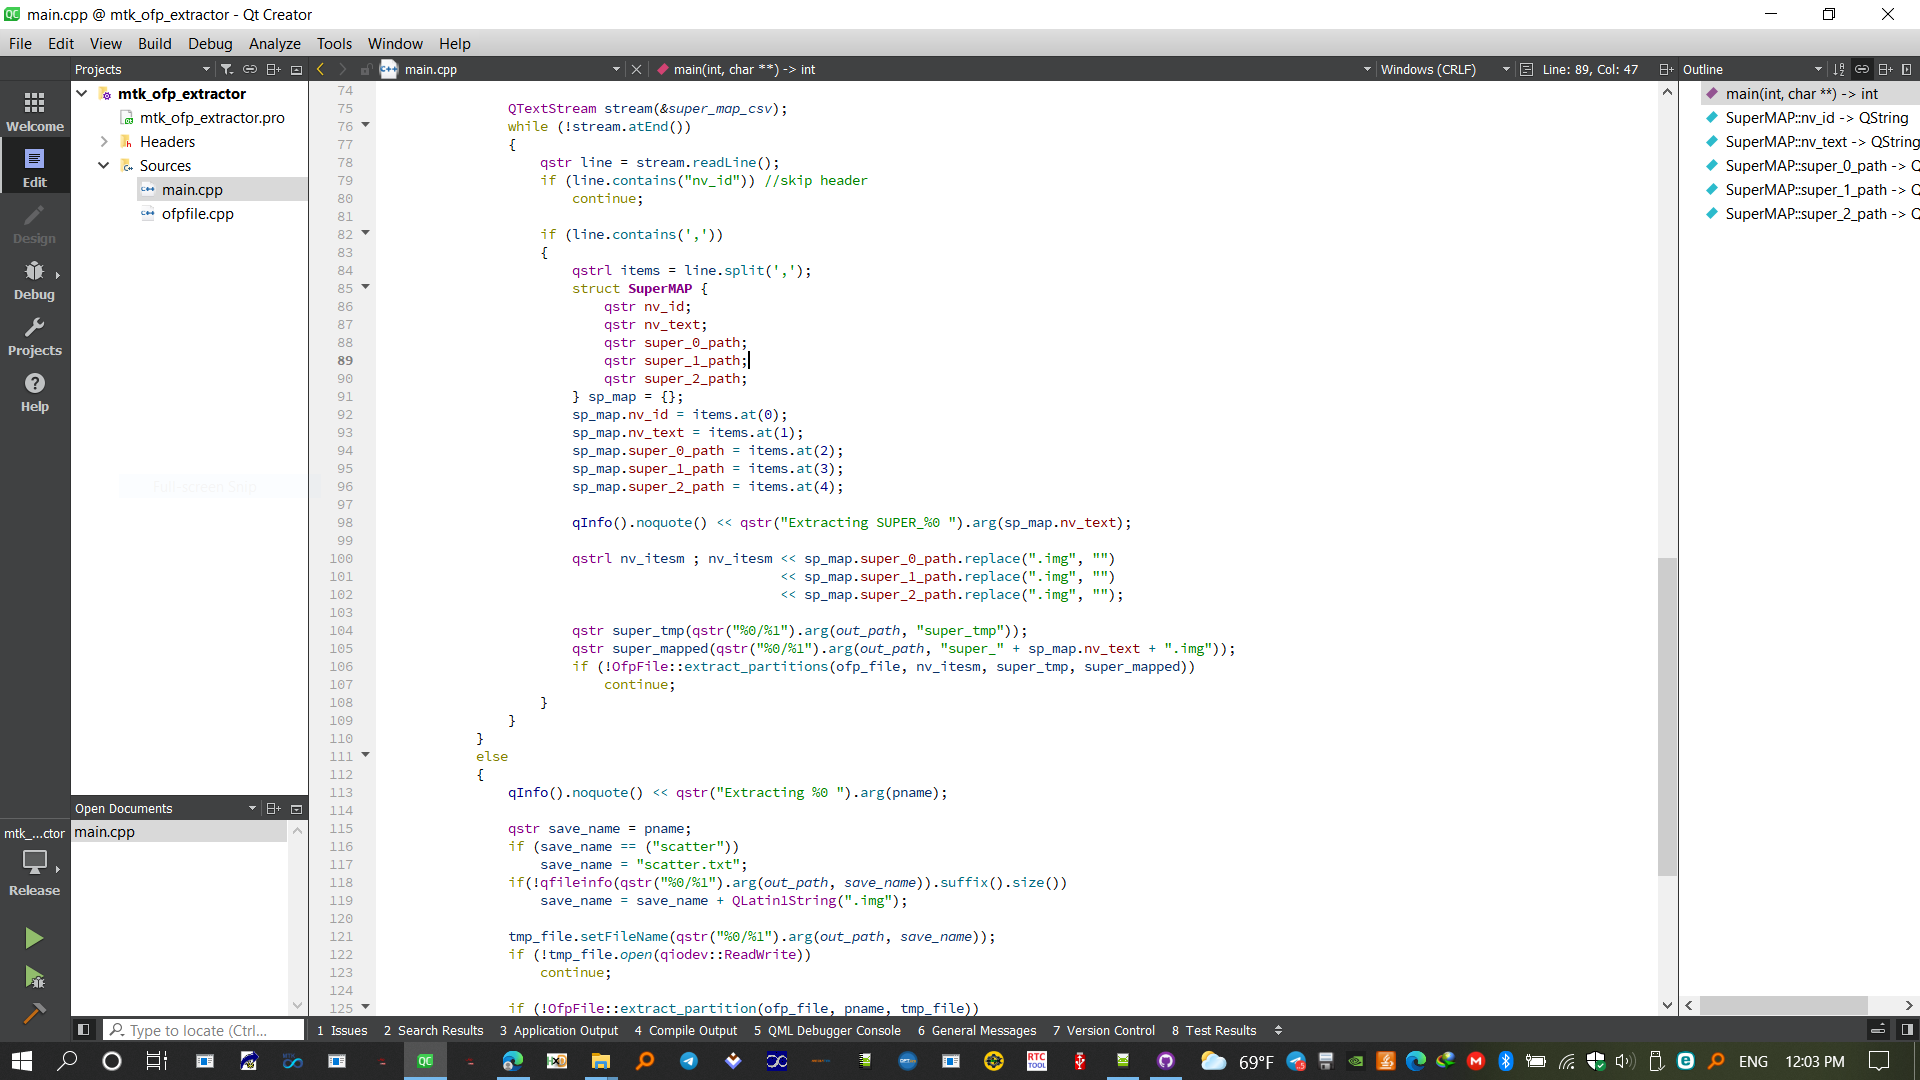 main.cpp @ mtk_ofp_extractor - Qt Creator
File Edit View Build Debug Analyze Tools Window Help
Projects
main.cpp
main(int, char **) -> int
Windows (CRLF)
Line: 89, Col: 47
Outline
Welcome
Edit
Design
Debug
Projects
Help
mtk_ofp_extractor
mtk_ofp_extractor.pro
Headers
Sources
main.cpp
ofpfile.cpp
Full-screen Snip
Open Documents
main.cpp
mtk_...ctor
Release
74
75 QTextStream stream(&super_map_csv);
76 while (!stream.atEnd())
77 {
78 qstr line = stream.readLine();
79 if (line.contains("nv_id")) //skip header
80 continue;
81
82 if (line.contains(','))
83 {
84 qstrl items = line.split(',');
85 struct SuperMAP {
86 qstr nv_id;
87 qstr nv_text;
88 qstr super_0_path;
89 qstr super_1_path;
90 qstr super_2_path;
91 } sp_map = {};
92 sp_map.nv_id = items.at(0);
93 sp_map.nv_text = items.at(1);
94 sp_map.super_0_path = items.at(2);
95 sp_map.super_1_path = items.at(3);
96 sp_map.super_2_path = items.at(4);
97
98 qInfo().noquote() << qstr("Extracting SUPER_%0 ").arg(sp_map.nv_text);
99
100 qstrl nv_itesm ; nv_itesm << sp_map.super_0_path.replace(".img", "")
101 << sp_map.super_1_path.replace(".img", "")
102 << sp_map.super_2_path.replace(".img", "");
103
104 qstr super_tmp(qstr("%0/%1").arg(out_path, "super_tmp"));
105 qstr super_mapped(qstr("%0/%1").arg(out_path, "super_" + sp_map.nv_text + ".img"));
106 if (!OfpFile::extract_partitions(ofp_file, nv_itesm, super_tmp, super_mapped))
107 continue;
108 }
109 }
110 }
111 else
112 {
113 qInfo().noquote() << qstr("Extracting %0 ").arg(pname);
114
115 qstr save_name = pname;
116 if (save_name == ("scatter"))
117 save_name = "scatter.txt";
118 if(!qfileinfo(qstr("%0/%1").arg(out_path, save_name)).suffix().size())
119 save_name = save_name + QLatin1String(".img");
120
121 tmp_file.setFileName(qstr("%0/%1").arg(out_path, save_name));
122 if (!tmp_file.open(qiodev::ReadWrite))
123 continue;
124
125 if (!OfpFile::extract_partition(ofp_file, pname, tmp_file))
main(int, char **) -> int
SuperMAP::nv_id -> QString
SuperMAP::nv_text -> QString
SuperMAP::super_0_path -> Q
SuperMAP::super_1_path -> Q
SuperMAP::super_2_path -> Q
Type to locate (Ctrl...
1 Issues 2 Search Results 3 Application Output 4 Compile Output 5 QML Debugger Console 6 General Messages 7 Version Control 8 Test Results
69°F
ENG
12:03 PM